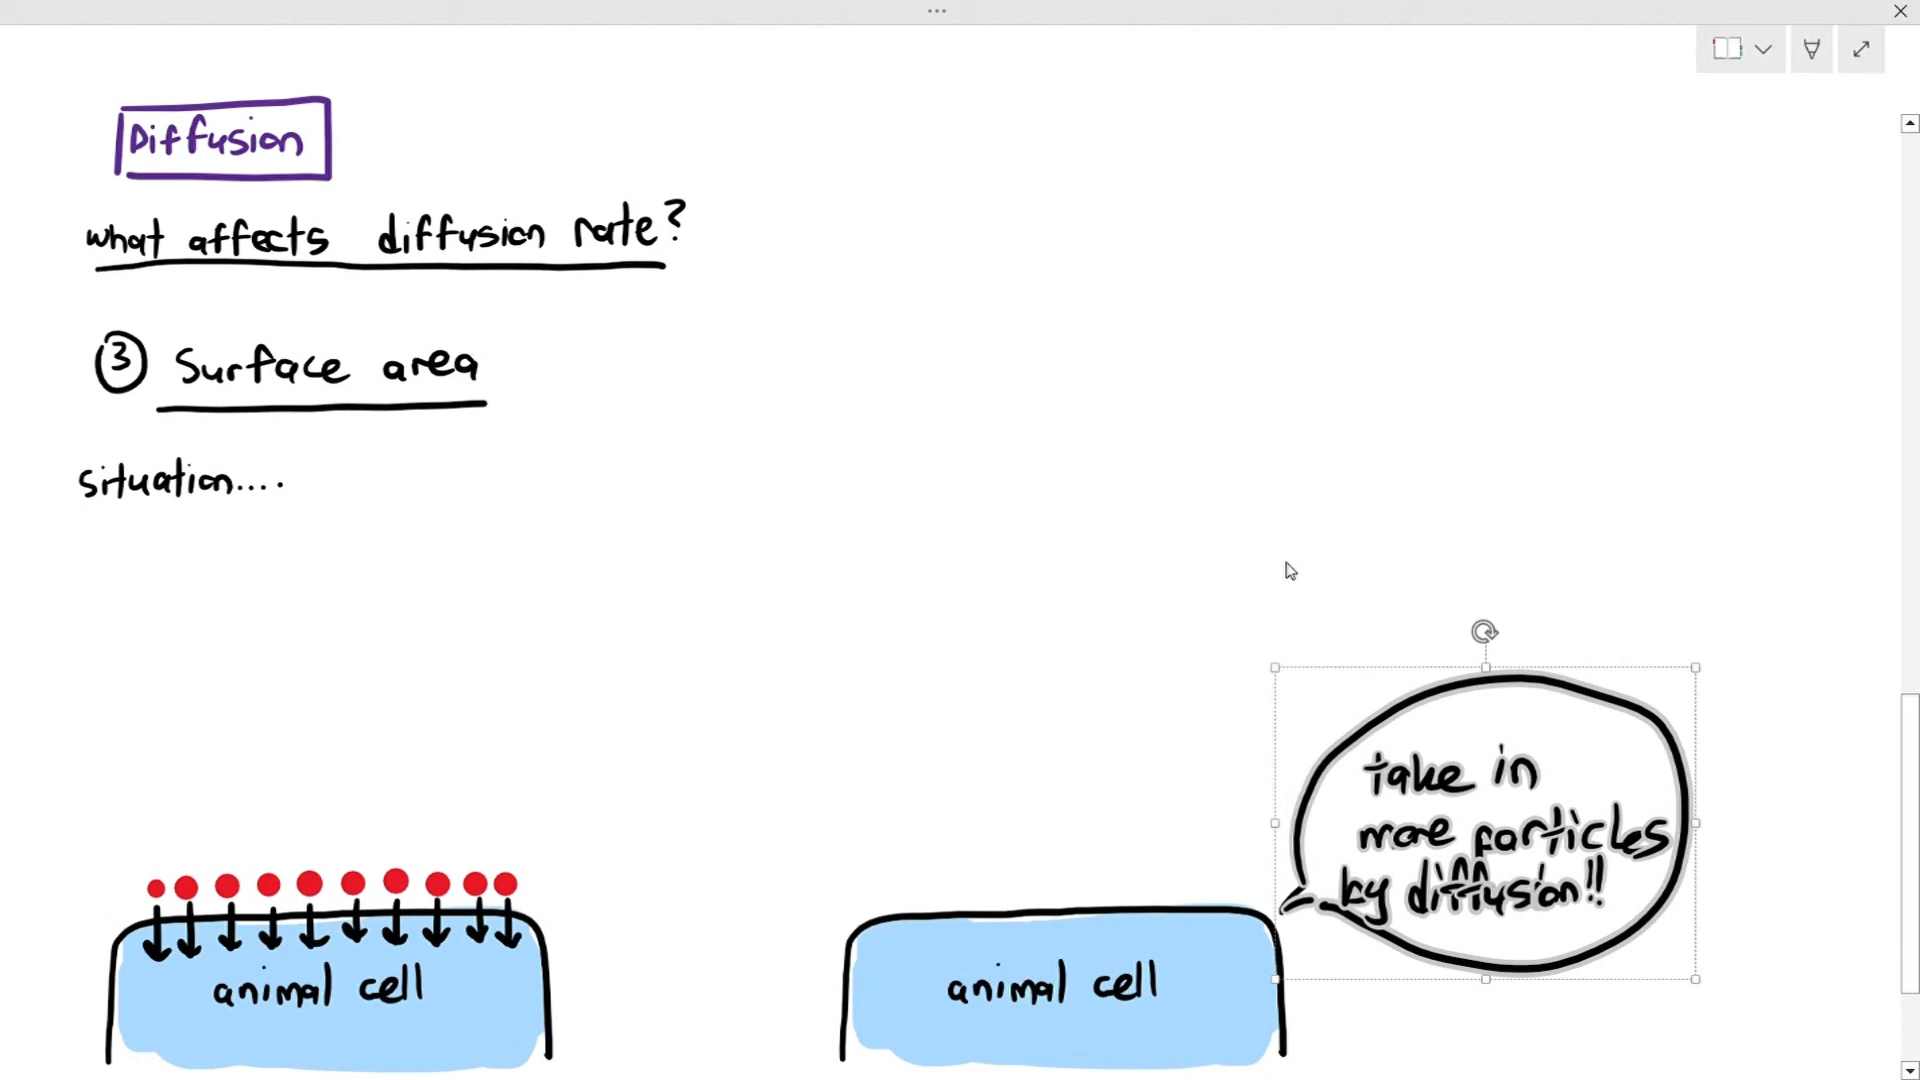 Diffusion
what affects diffusion rate?
③ Surface area
situation....
take in
more particles
by diffusion!!
animal cell
animal cell